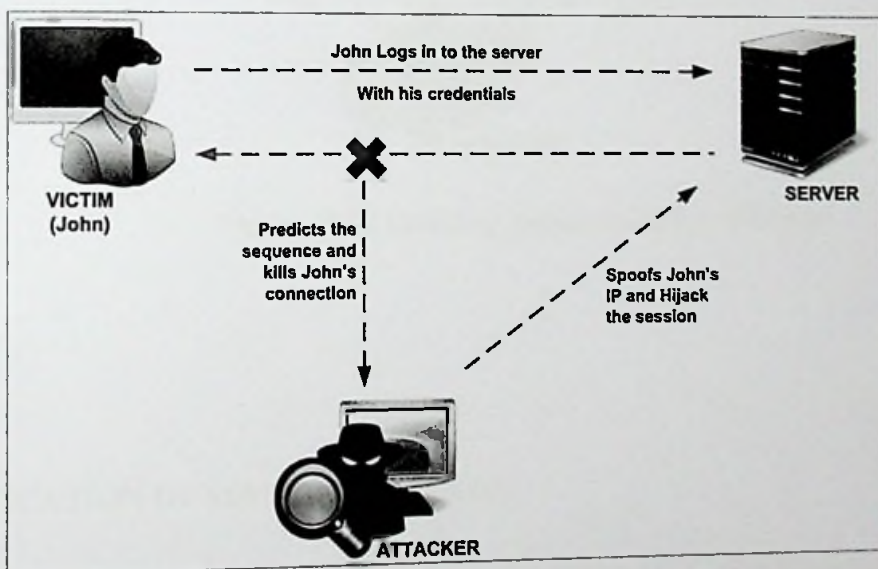 John Logs in to the server
With his credentials
VICTIM
(John)
SERVER
Predicts the
sequence and
kills John's
connection
Spoofs John's
IP and Hijack
the session
ATTACKER